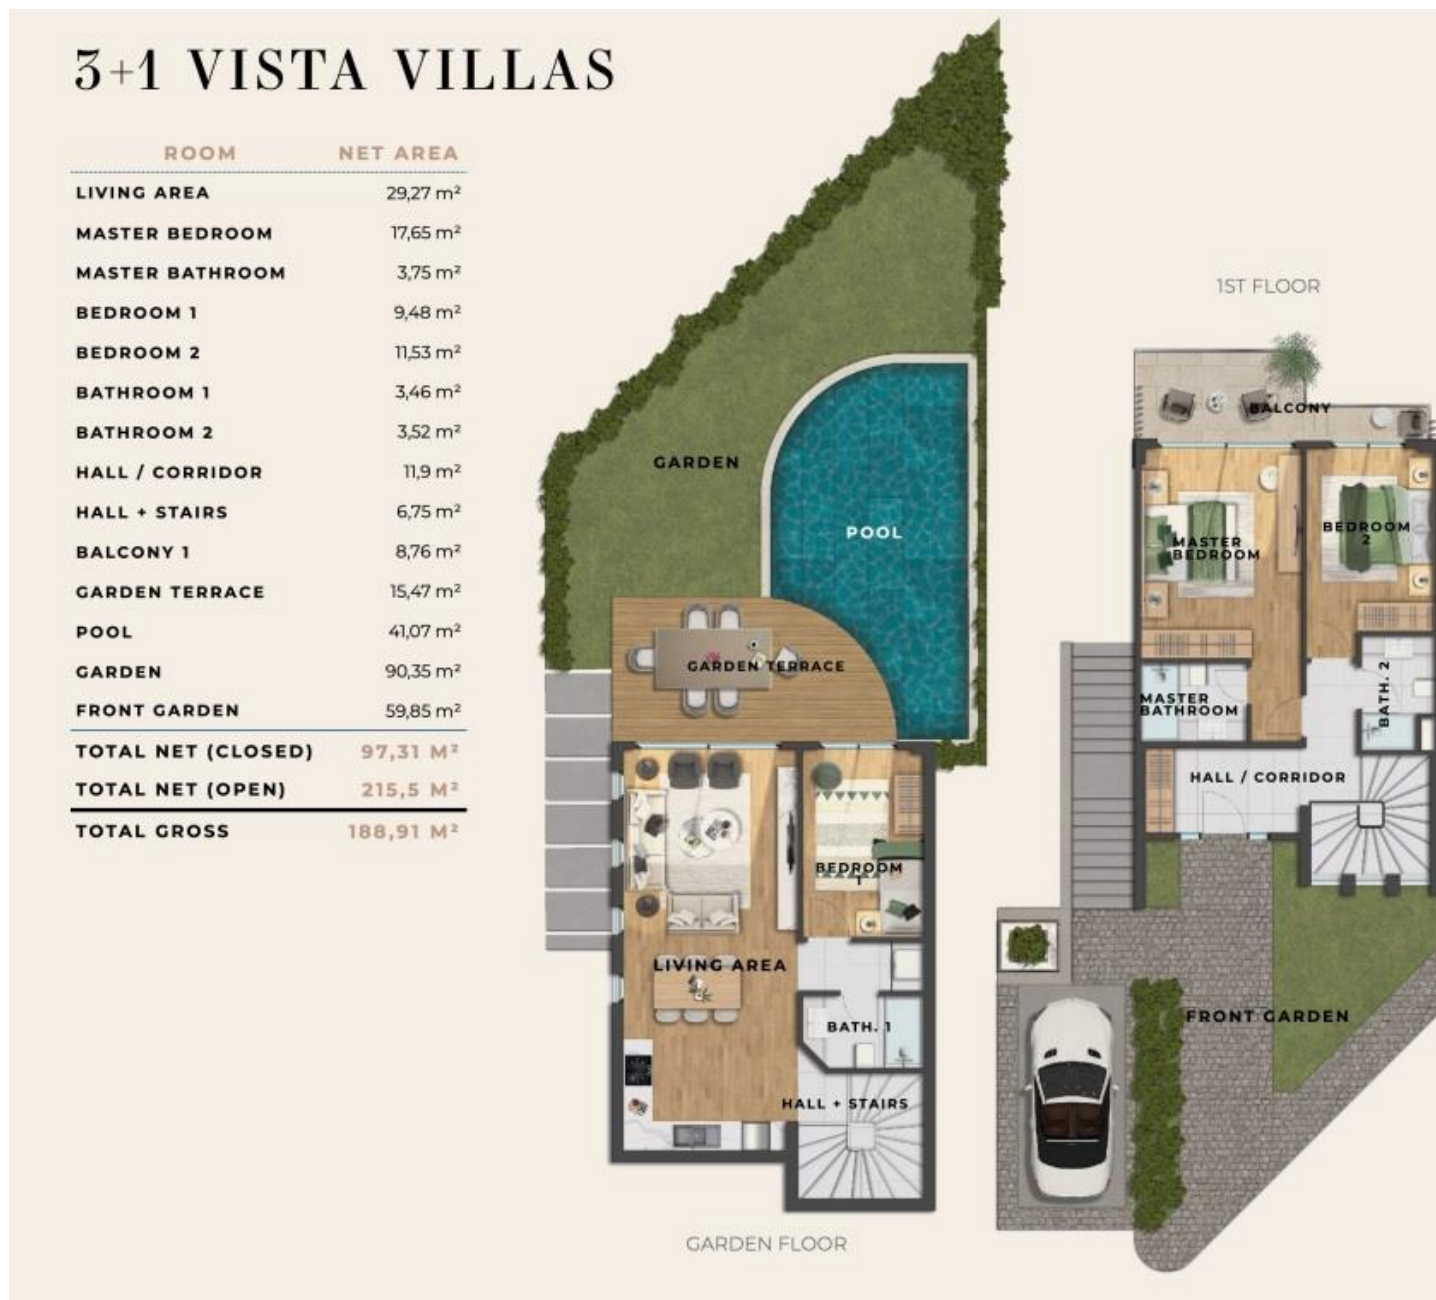 3+1 VISTA VILLAS
ROOM NET AREA
LIVING AREA 29,27 m²
MASTER BEDROOM 17,65 m²
MASTER BATHROOM 3,75 m²
BEDROOM 1 9,48 m²
BEDROOM 2 11,53 m²
BATHROOM 1 3,46 m²
BATHROOM 2 3,52 m²
HALL / CORRIDOR 11,9 m²
HALL + STAIRS 6,75 m²
BALCONY 1 8,76 m²
GARDEN TERRACE 15,47 m²
POOL 41,07 m²
GARDEN 90,35 m²
FRONT GARDEN 59,85 m²
TOTAL NET (CLOSED) 97,31 M²
TOTAL NET (OPEN) 215,5 M²
TOTAL GROSS 188,91 M²
GARDEN
POOL
GARDEN TERRACE
BEDROOM
1
LIVING AREA
BATH. 1
HALL + STAIRS
GARDEN FLOOR
1ST FLOOR
BALCONY
MASTER
BEDROOM
BEDROOM
2
MASTER
BATHROOM
BATH. 2
HALL / CORRIDOR
FRONT GARDEN